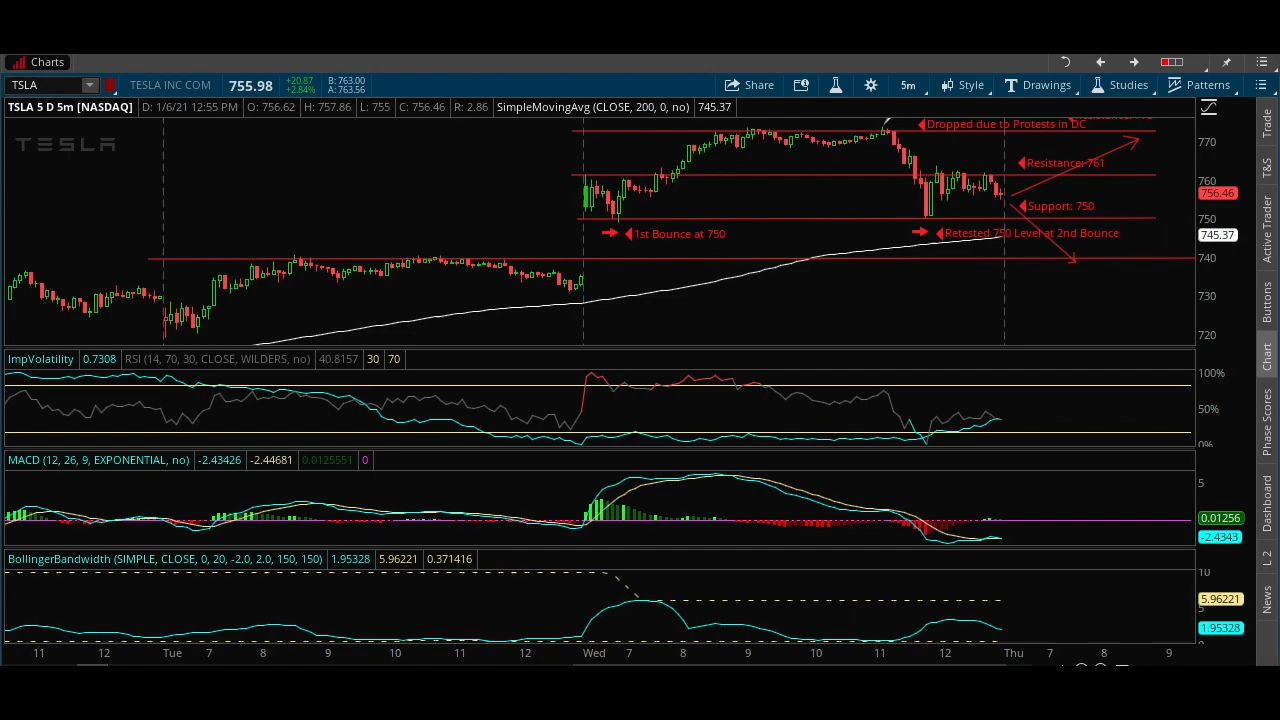 Charts
TSLA TESLA INC COM 755.98 +20.87 +2.84% B: 763.00 A: 763.56 Share 5m Style Drawings Studies Patterns
TSLA 5 D 5m [NASDAQ] D: 1/6/21 12:55 PM O: 756.62 H: 757.86 L: 755 C: 756.46 R: 2.86 SimpleMovingAvg (CLOSE, 200, 0, no) 745.37
TESLA
Dropped due to Protests in DC
770
Resistance: 761
760
756.46
Support: 750
750
1st Bounce at 750
Retested 750 Level at 2nd Bounce
745.37
740
730
720
ImpVolatility 0.7308 RSI (14, 70, 30, CLOSE, WILDERS, no) 40.8157 30 70
100%
50%
0%
MACD (12, 26, 9, EXPONENTIAL, no) -2.43426 -2.44681 0.0125551 0
5
0.01256
-2.4343
BollingerBandwidth (SIMPLE, CLOSE, 0, 20, -2.0, 2.0, 150, 150) 1.95328 5.96221 0.371416
10
5.96221
5
1.95328
11 12 Tue 7 8 9 10 11 12 Wed 7 8 9 10 11 12 Thu 7 8 9
Trade
T&S
Active Trader
Buttons
Chart
Phase Scores
Dashboard
L 2
News